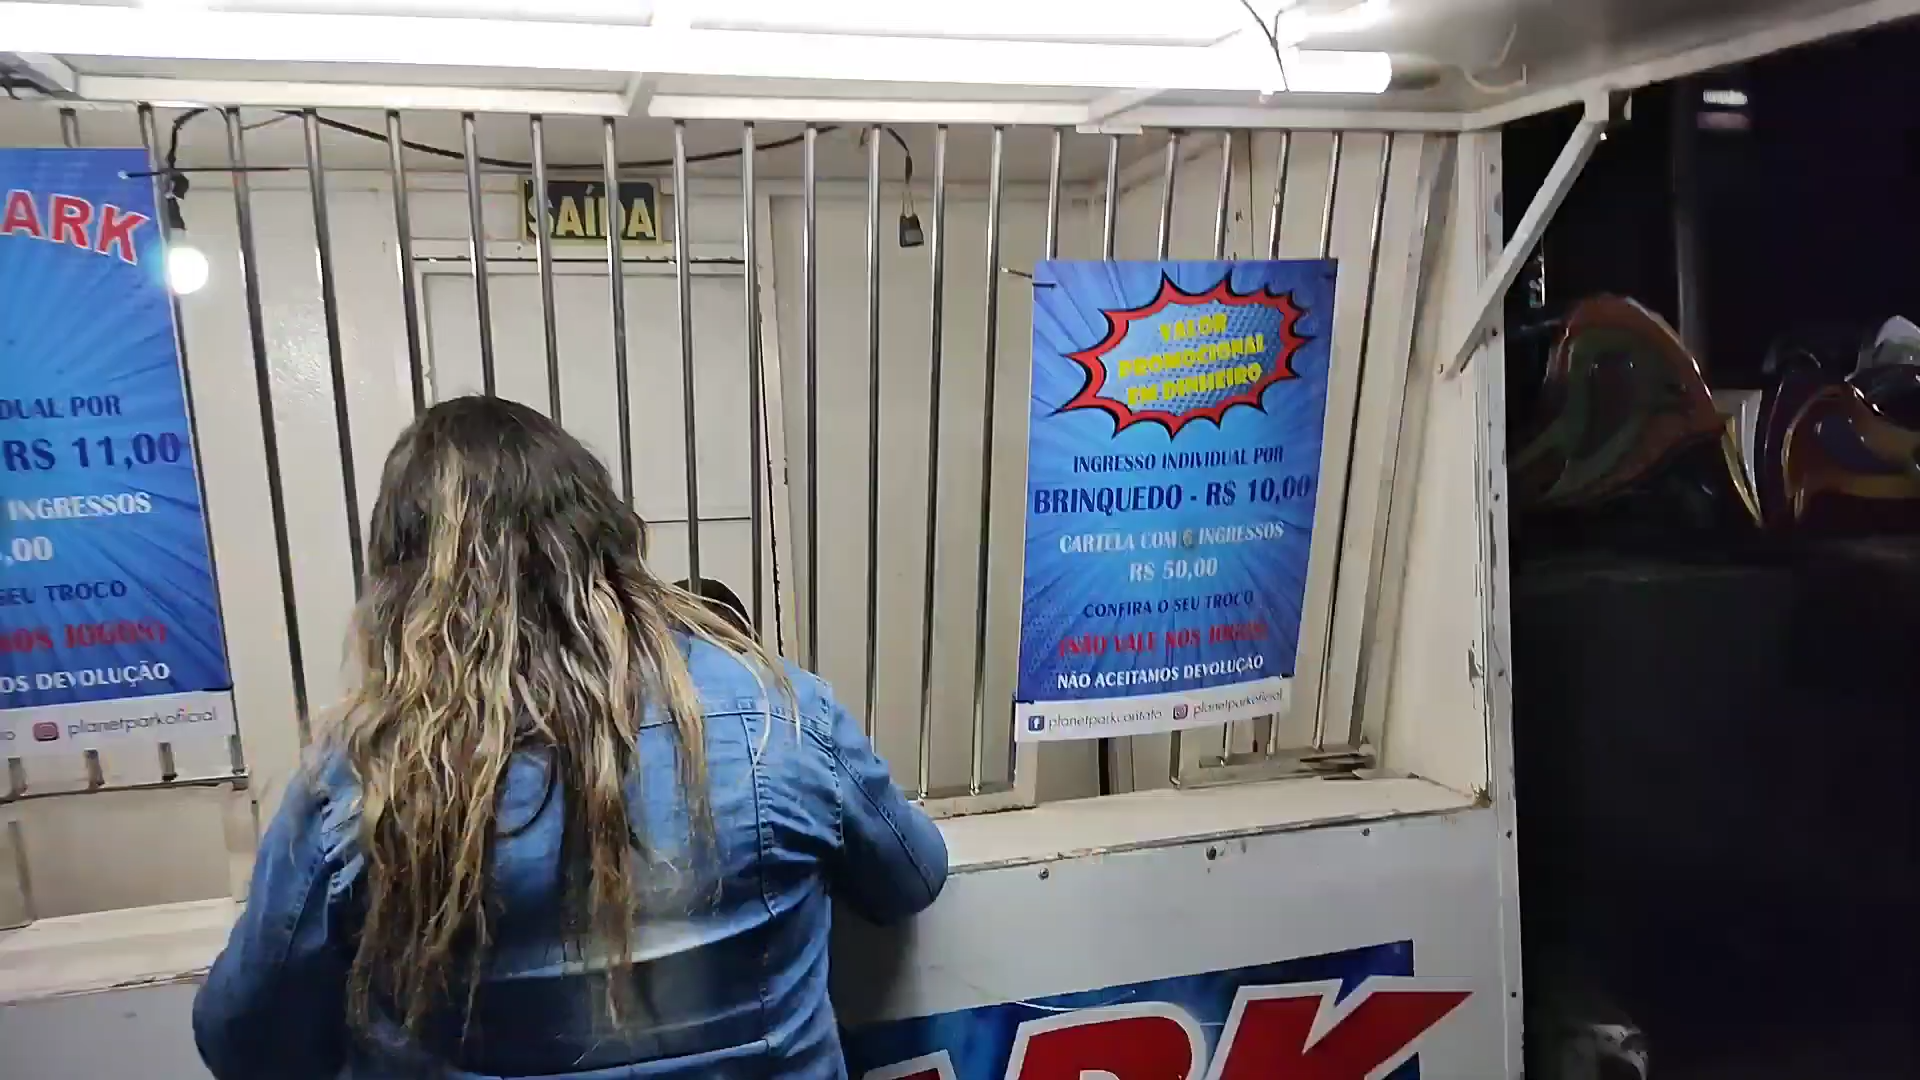 ARK
DUAL POR
R$ 11,00
INGRESSOS
,00
SEU TROCO
NOS JOGOS)
OS DEVOLUÇÃO
planetparkoficial
SAÍDA
VALOR
PROMOCIONAL
EM DINHEIRO
INGRESSO INDIVIDUAL POR
BRINQUEDO - R$ 10,00
CARTELA COM 6 INGRESSOS
R$ 50,00
CONFIRA O SEU TROCO
(NÃO VALE NOS JOGOS)
NÃO ACEITAMOS DEVOLUÇÃO
planetparkcontato planetparkoficial
ARK